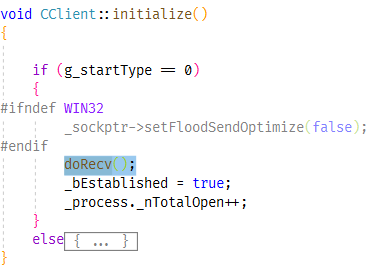 void CClient::initialize()
{
if (g_startType == 0)
{
#ifndef WIN32
_sockptr->setFloodSendOptimize(false);
#endif
doRecv();
_bEstablished = true;
_process._nTotalOpen++;
}
else{ ... }
}